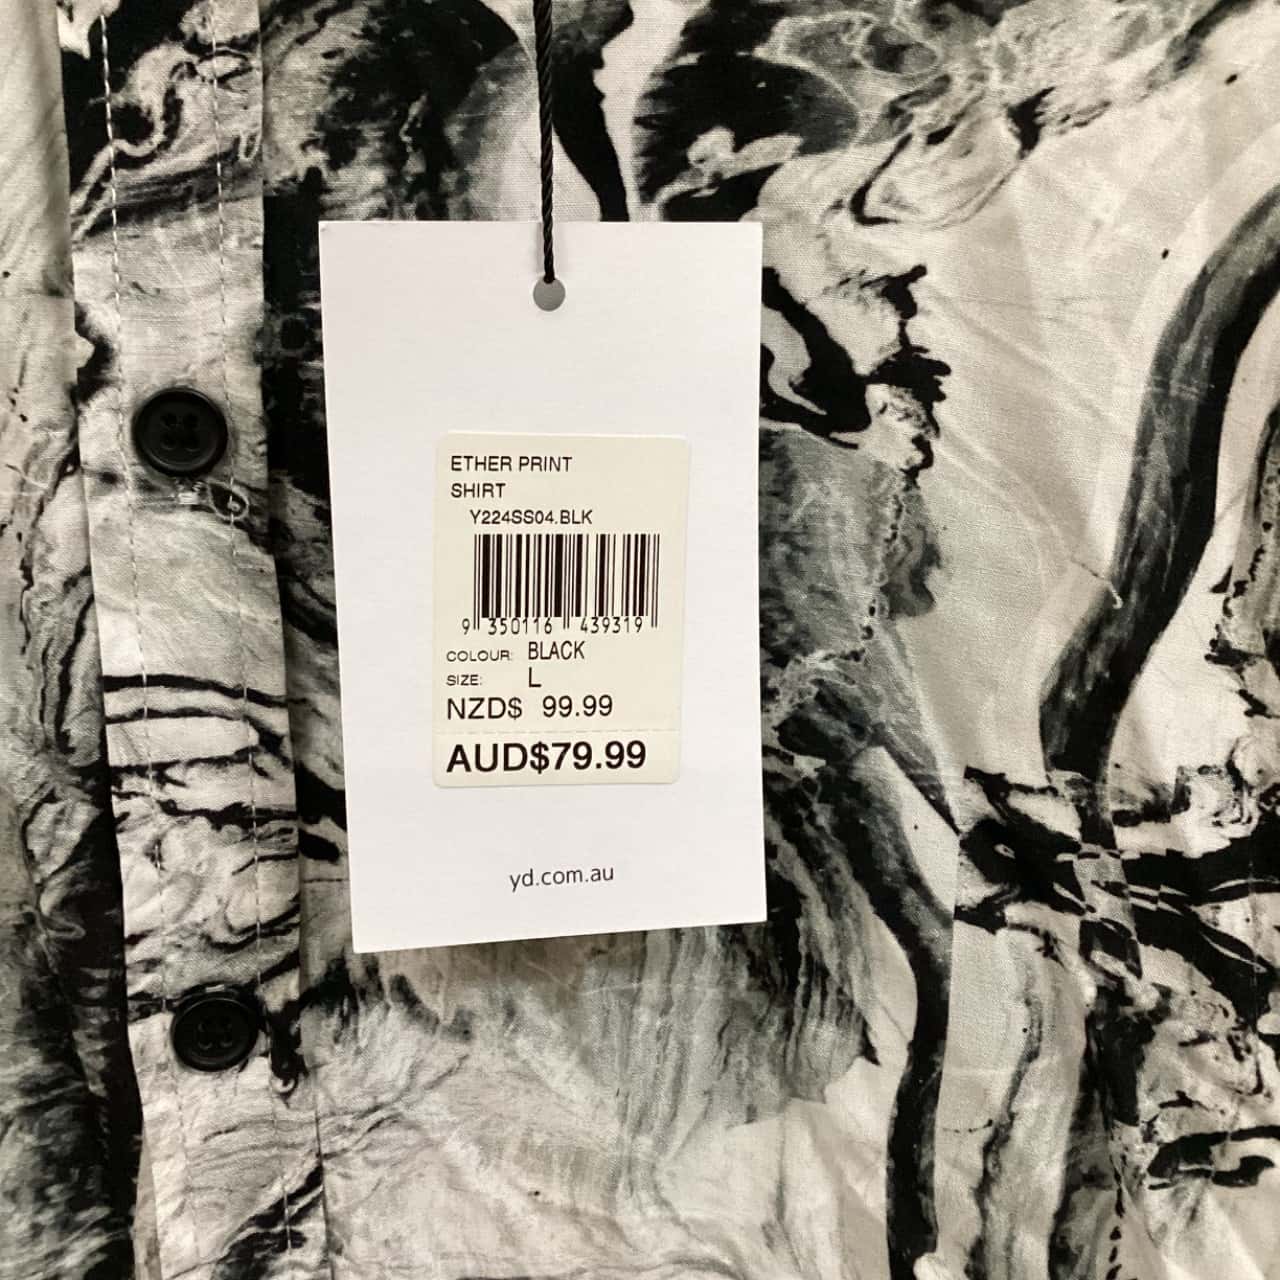 ETHER PRINT
SHIRT
Y224SS04.BLK
9 350116 439319
COLOUR: BLACK
SIZE: L
NZD$ 99.99
AUD$79.99
yd.com.au